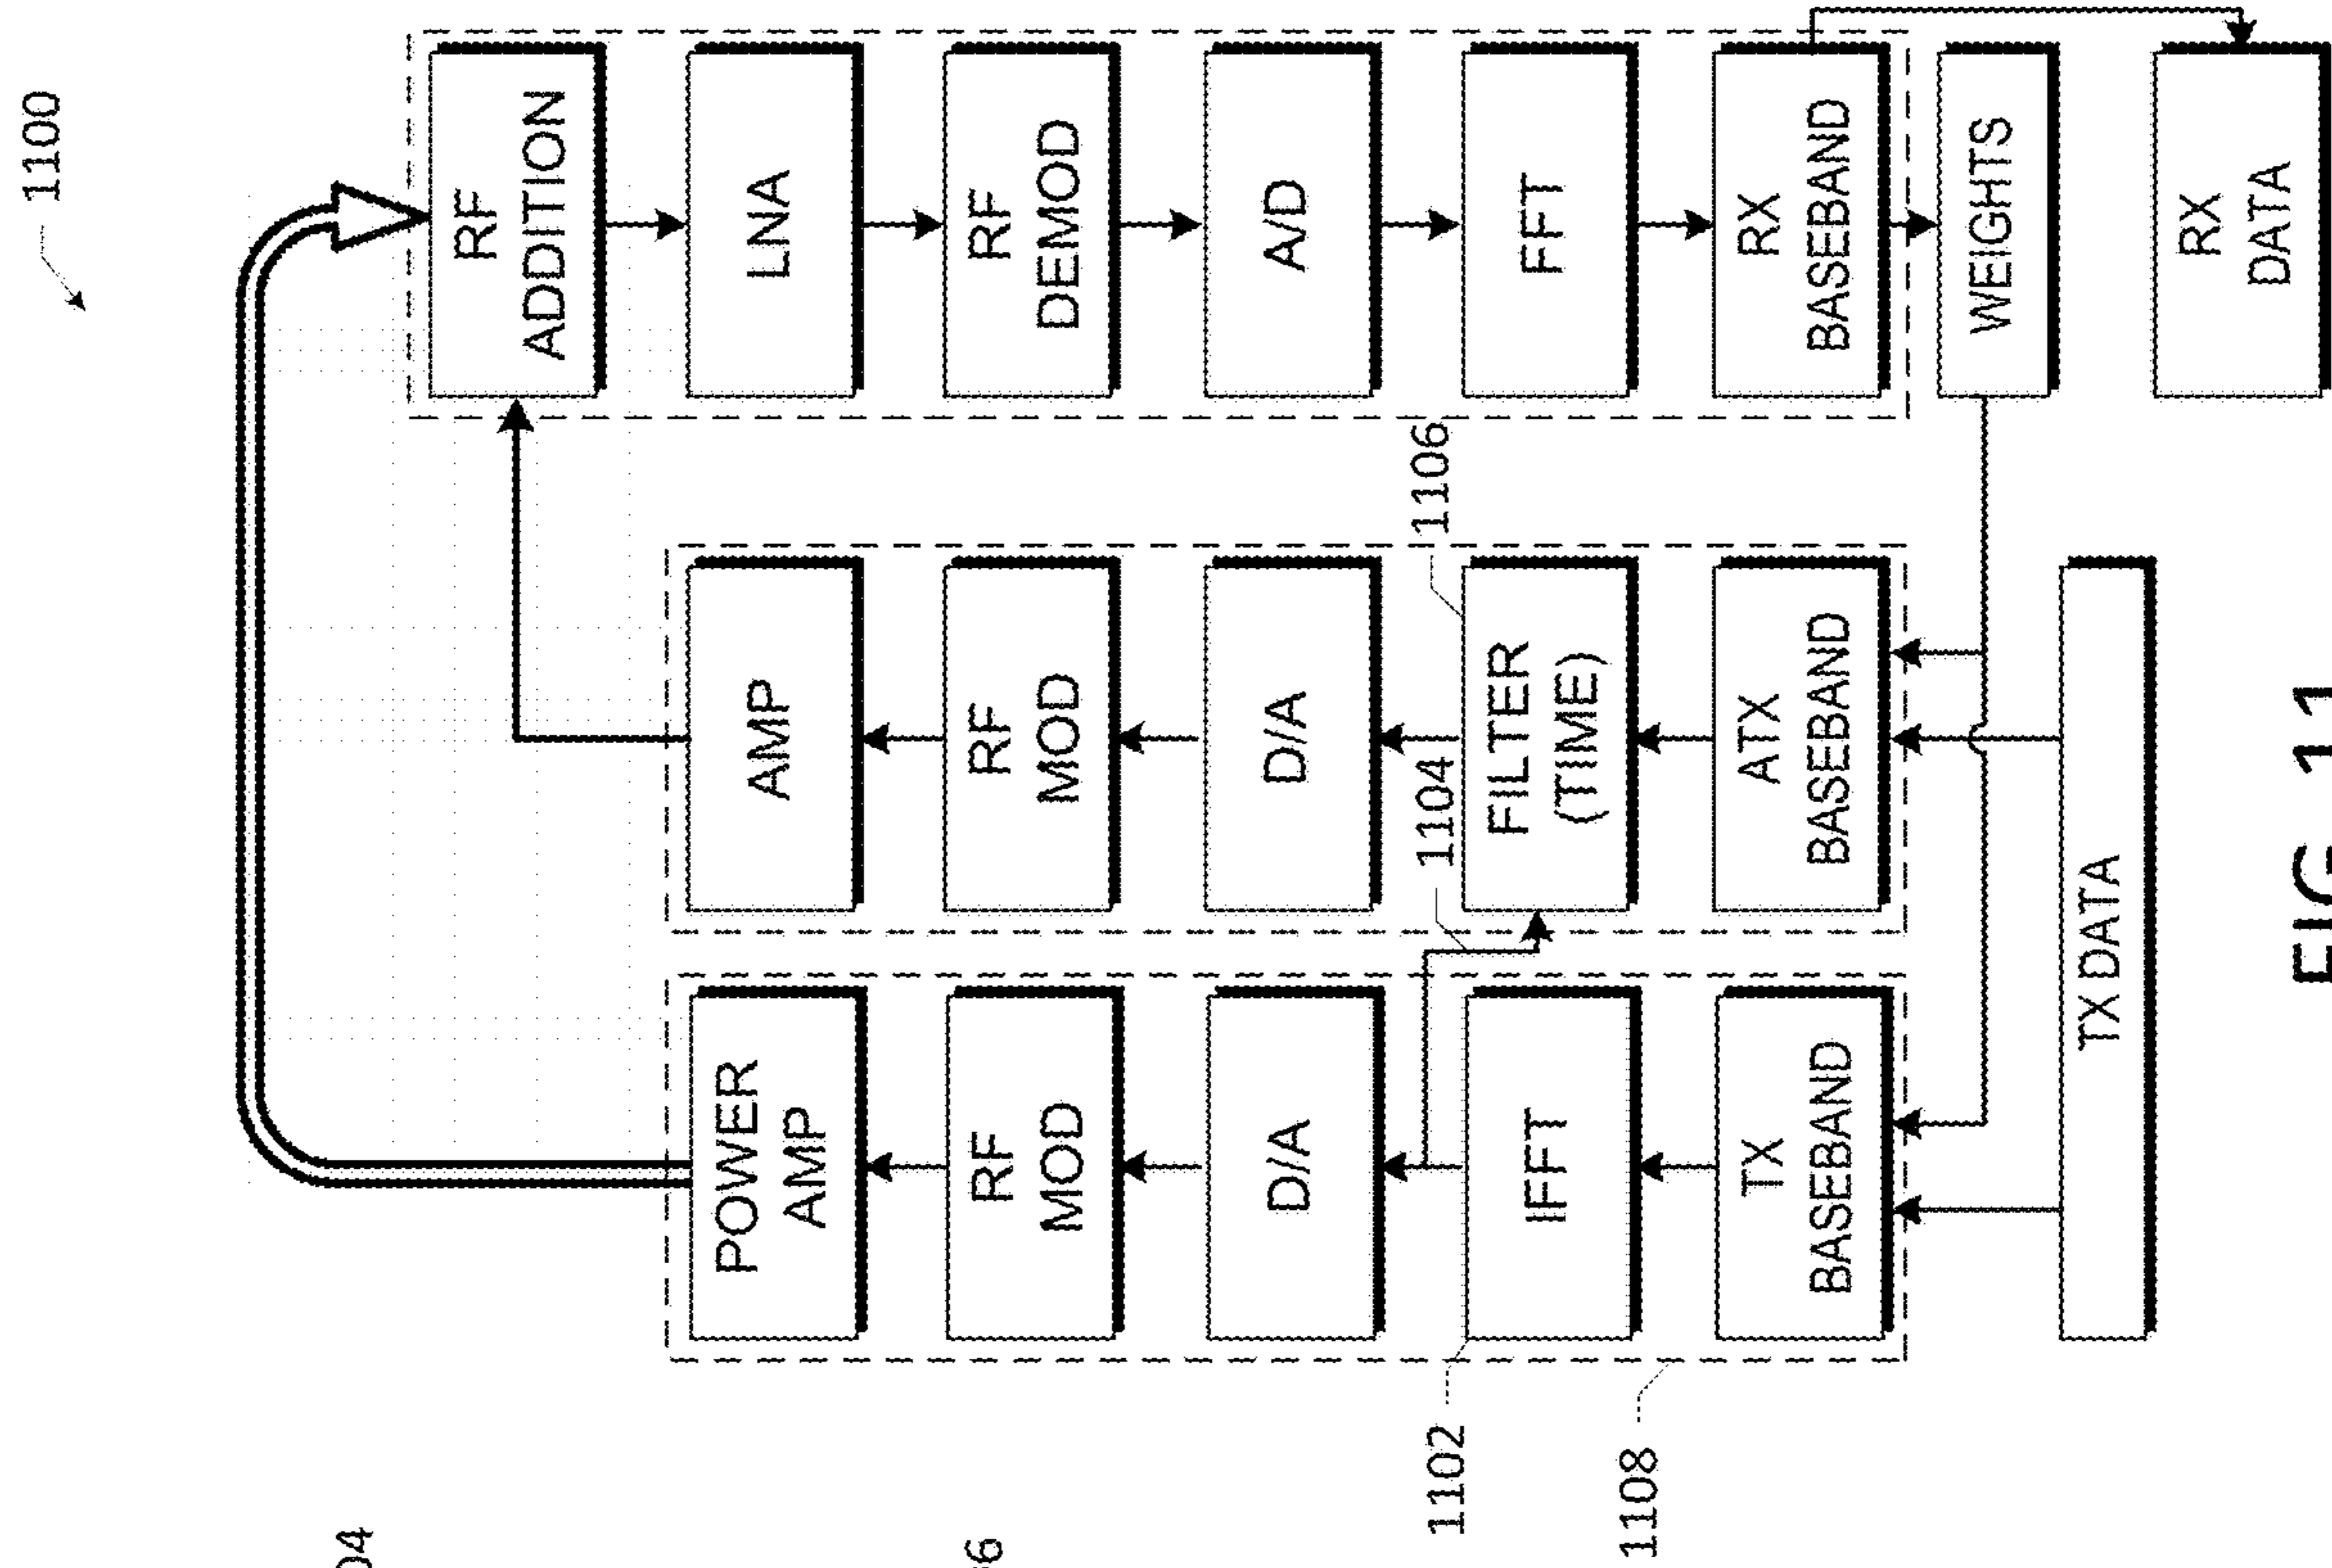 1100
RF
ADDITION
LNA
RF
DEMOD
A/D
FFT
RX
BASEBAND
WEIGHTS
RX
DATA
1106
AMP
RF
MOD
D/A
FILTER
(TIME)
ATX
BASEBAND
1104
POWER
AMP
RF
MOD
D/A
IFFT
TX
BASEBAND
TX DATA
1102
1108
FIG. 11
04